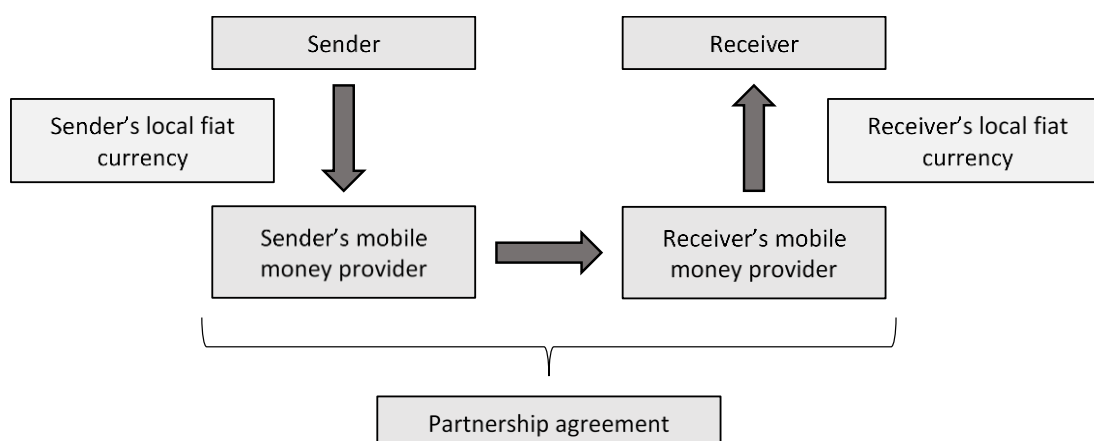 Sender
Receiver
Sender’s local fiat
currency
Receiver’s local fiat
currency
Sender’s mobile
money provider
Receiver’s mobile
money provider
Partnership agreement